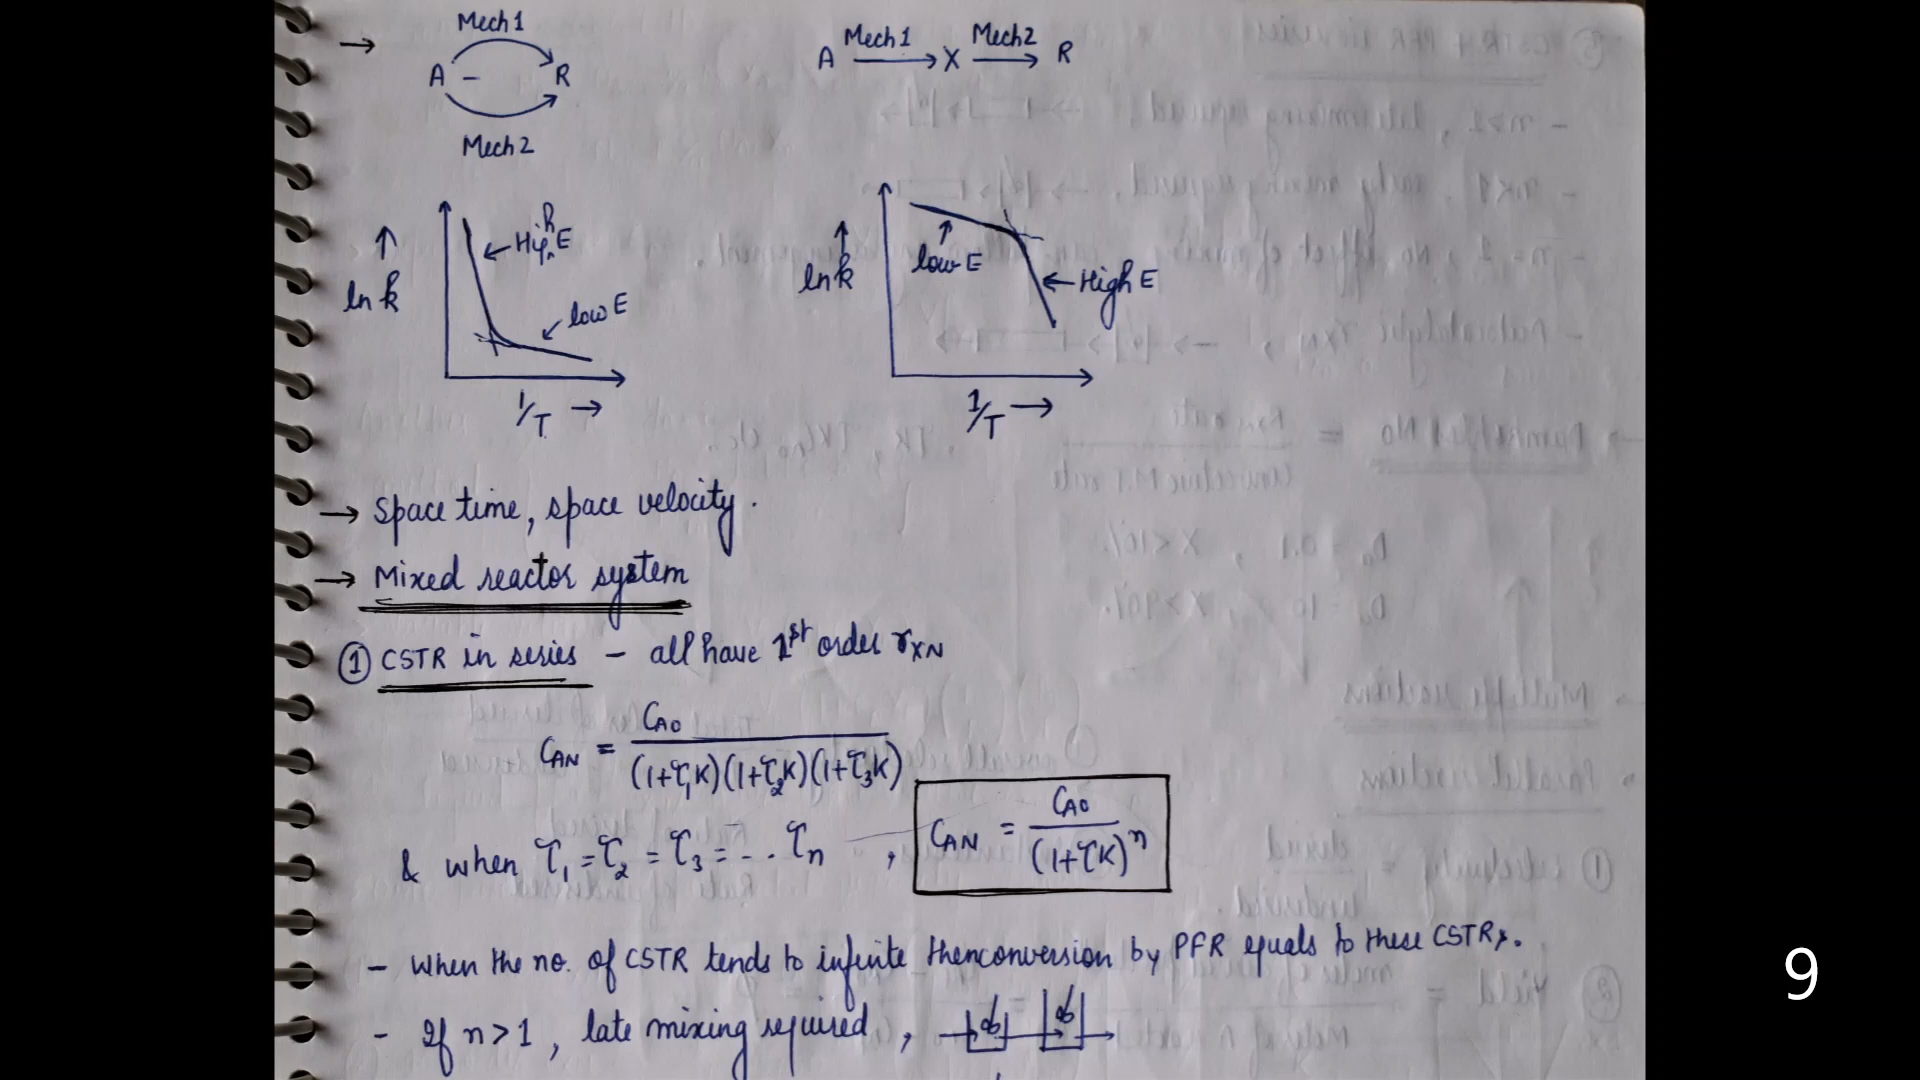 → Mech 1
A - R
Mech 2
A Mech 1 → X Mech 2 → R
↑ ln k
← High E
↙ low E
1/T →
↑ ln k
low E
← High E
1/T →
→ Space time, space velocity.
→ Mixed reactor system
① CSTR in series - all have 1st order rXN
CAN = CAO / (1+τ1K)(1+τ2K)(1+τ3K)
& when τ1 = τ2 = τ3 = -.. τn , CAN = CAO / (1+τK)^n
- When the no. of CSTR tends to infinite then conversion by PFR equals to these CSTRs.
- If n > 1, late mixing required,
9